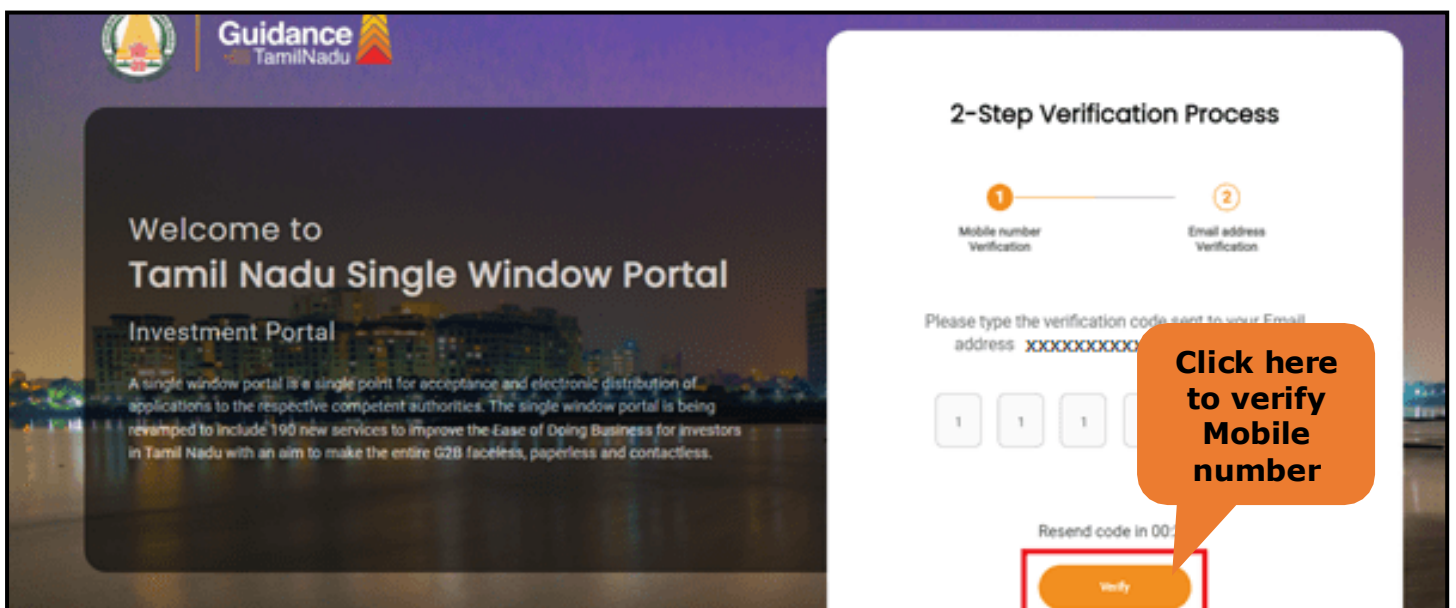 Guidance
TamilNadu
2-Step Verification Process
1
2
Mobile number
Verification
Email address
Verification
Welcome to
Tamil Nadu Single Window Portal
Investment Portal
A single window portal is a single point for acceptance and electronic distribution of
applications to the respective competent authorities. The single window portal is being
revamped to include 190 new services to improve the Ease of Doing Business for investors
in Tamil Nadu with an aim to make the entire G2B faceless, paperless and contactless.
Please type the verification code sent to your Email
address XXXXXXXXXX
1 1 1
Click here
to verify
Mobile
number
Resend code in 00:
Verify